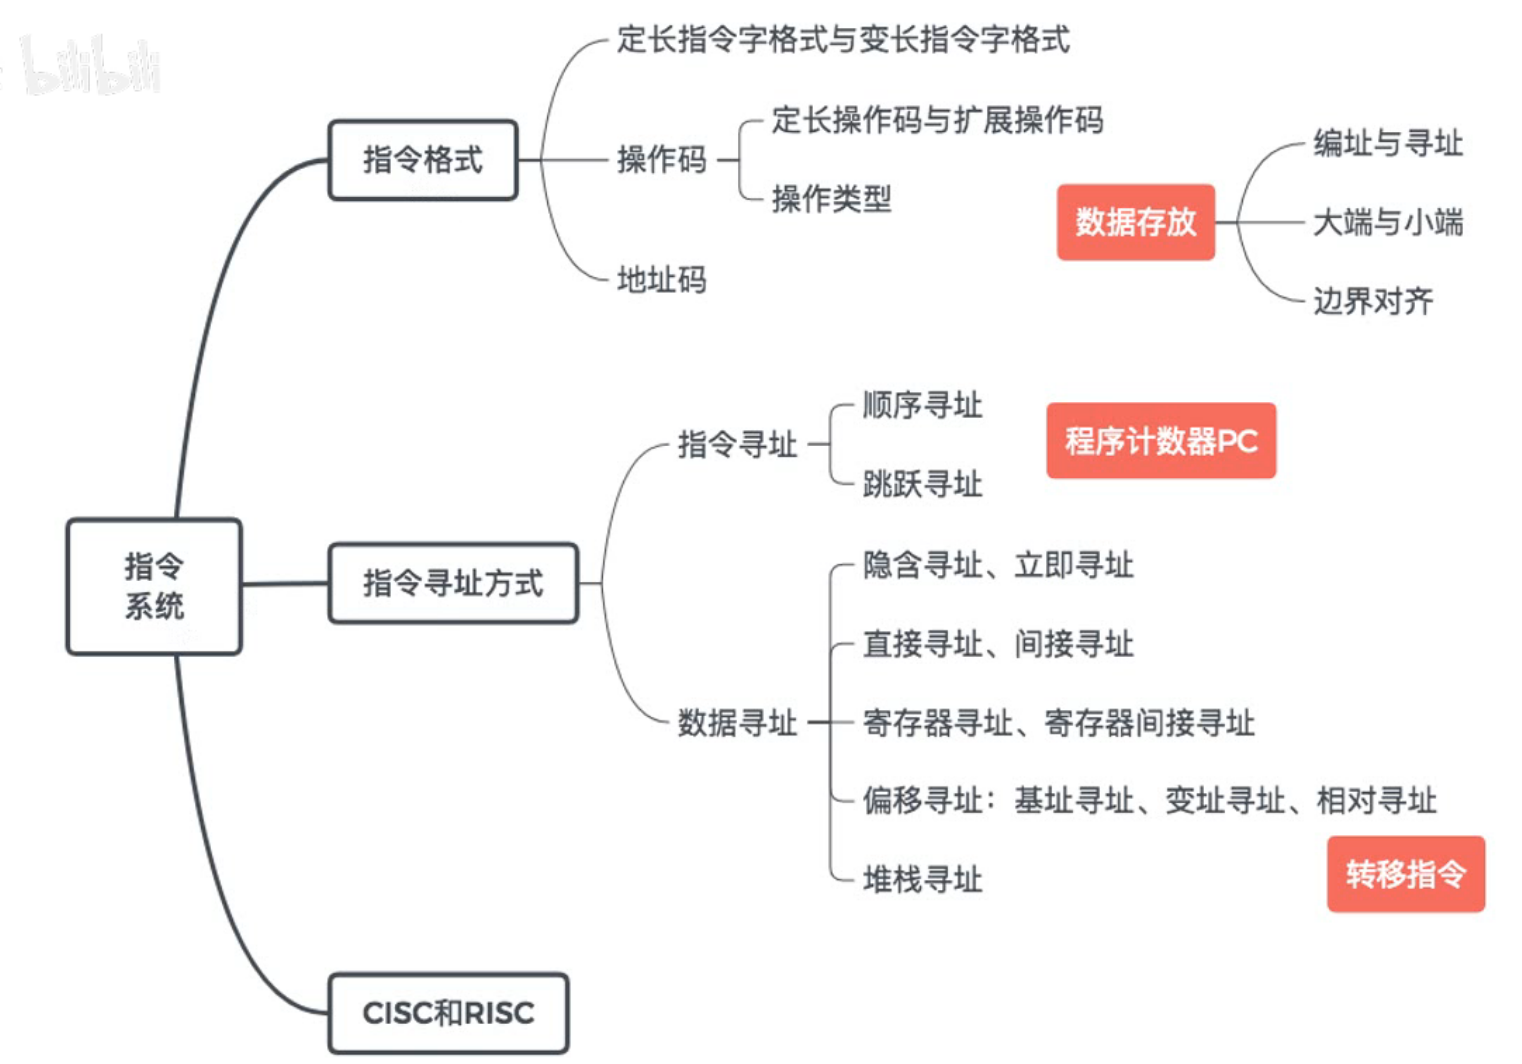 bilibili
定长指令字格式与变长指令字格式
指令格式
操作码
定长操作码与扩展操作码
操作类型
地址码
数据存放
编址与寻址
大端与小端
边界对齐
指令
系统
指令寻址方式
指令寻址
顺序寻址
跳跃寻址
程序计数器PC
数据寻址
隐含寻址、立即寻址
直接寻址、间接寻址
寄存器寻址、寄存器间接寻址
偏移寻址：基址寻址、变址寻址、相对寻址
堆栈寻址
转移指令
CISC和RISC